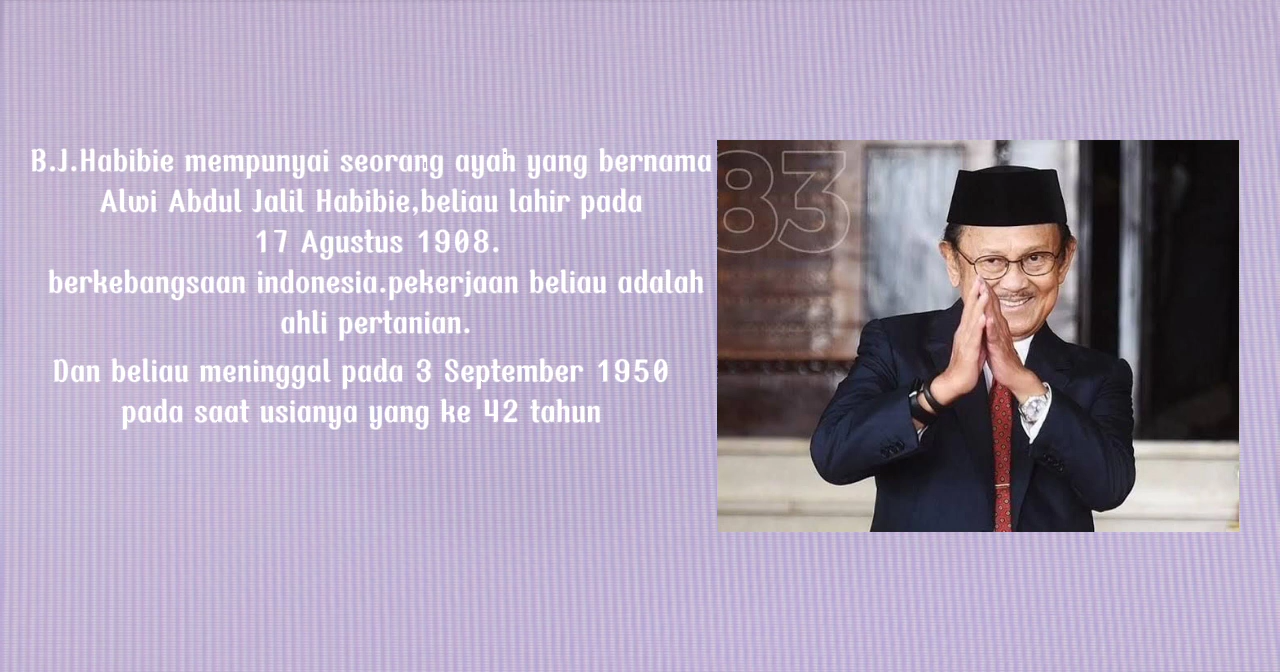 B.J.Habibie mempunyai seorang ayah yang bernama
Alwi Abdul Jalil Habibie,beliau lahir pada
17 Agustus 1908.
berkebangsaan indonesia.pekerjaan beliau adalah
ahli pertanian.
Dan beliau meninggal pada 3 September 1950
pada saat usianya yang ke 42 tahun
83